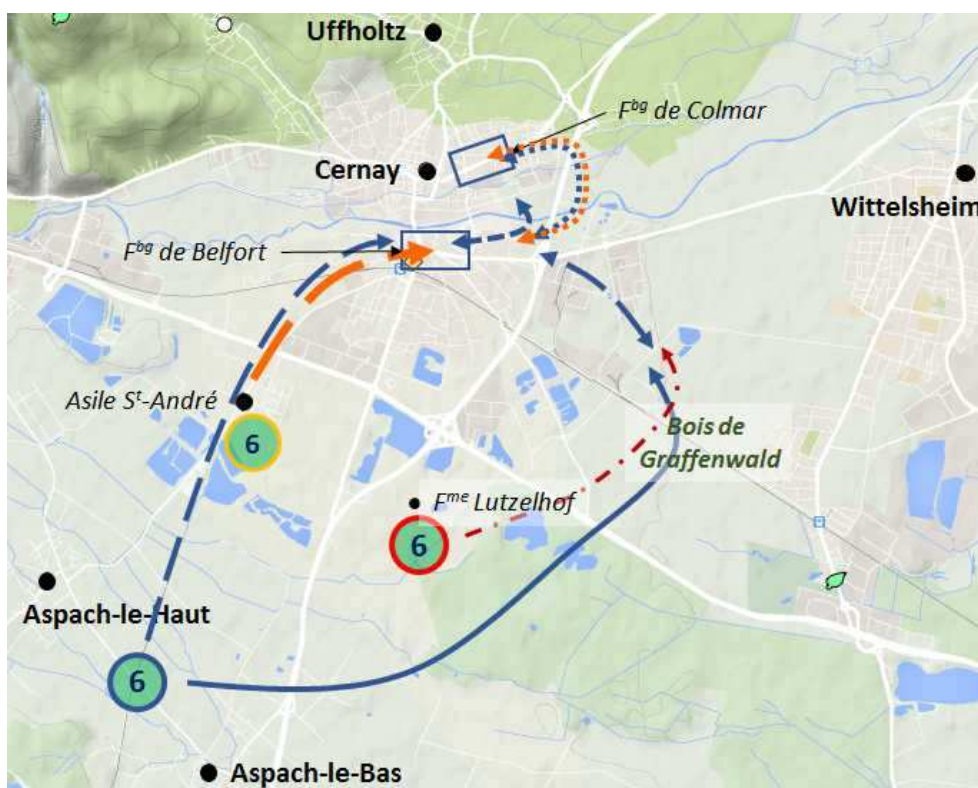 Uffholtz
Fbg de Colmar
Cernay
Wittelsheim
Fbg de Belfort
Asile St-André
6
Bois de
Graffenwald
Fme Lutzelhof
6
Aspach-le-Haut
6
Aspach-le-Bas